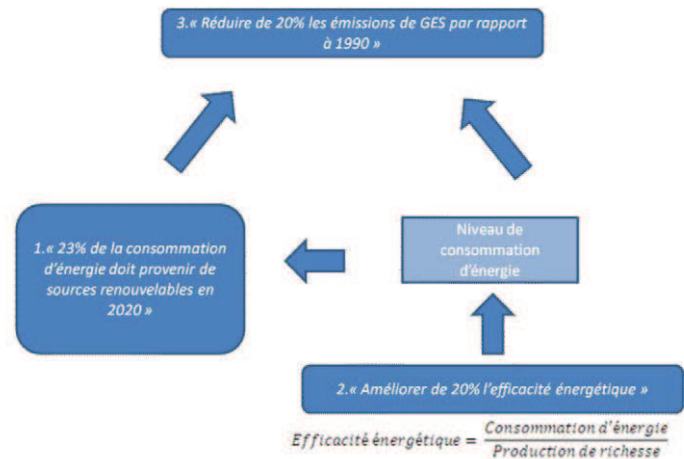 3.« Réduire de 20% les émissions de GES par rapport
à 1990 »
1.« 23% de la consommation
d'énergie doit provenir de
sources renouvelables en
2020 »
Niveau de
consommation
d'énergie
2.« Améliorer de 20% l'efficacité énergétique »
Efficacité énergétique = Consommation d'énergie
Production de richesse